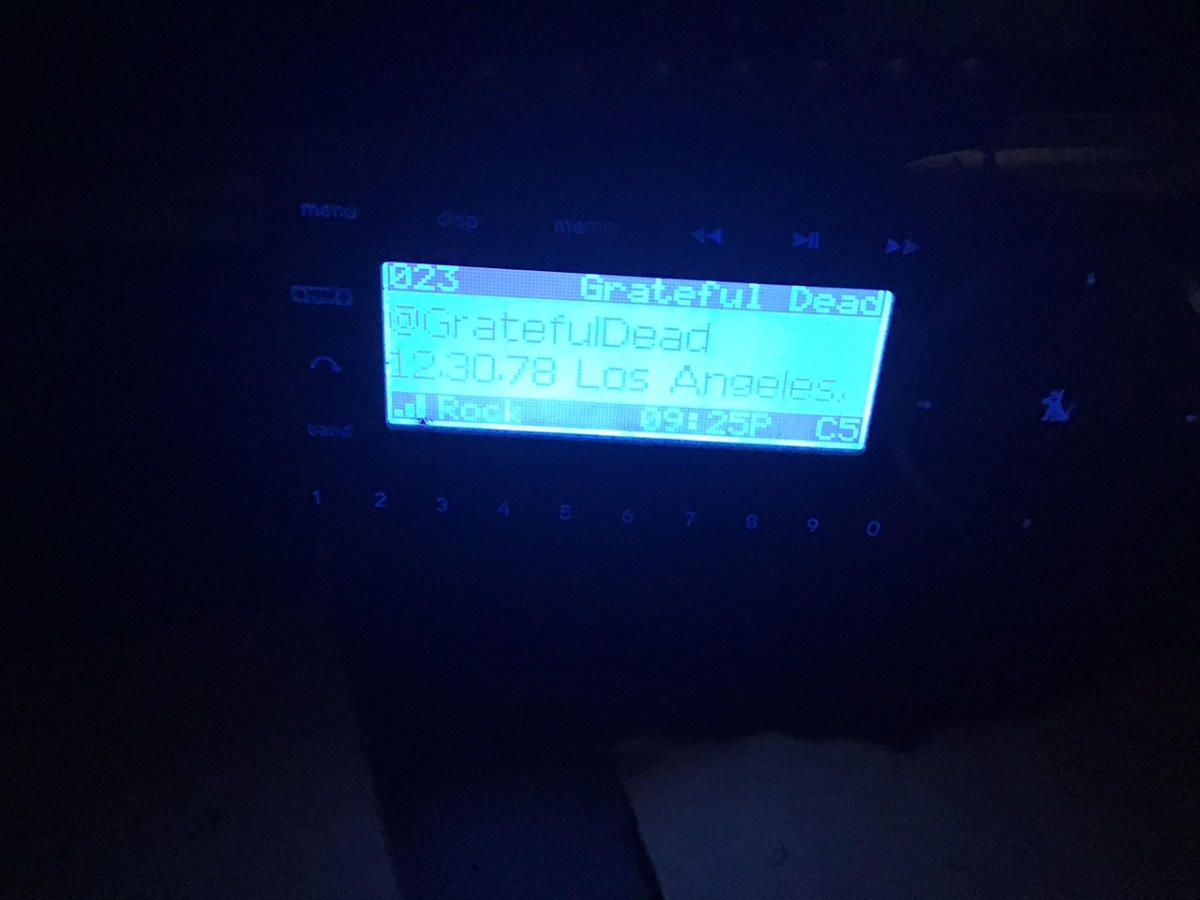 menu disp memo
023 Grateful Dead
@GratefulDead
12.30.78 Los Angeles,
Rock 09:25P C5
band
1 2 3 4 5 6 7 8 9 0